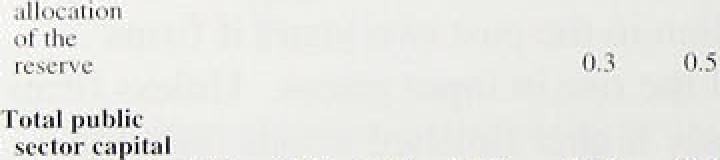 allocation
of the
reserve 0.3 0.5
Total public
sector capital